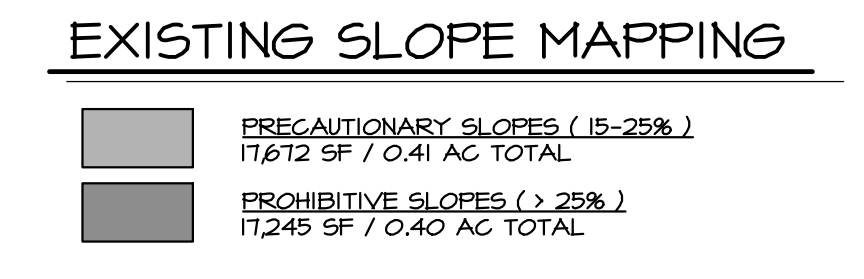 EXISTING SLOPE MAPPING
PRECAUTIONARY SLOPES ( 15-25% )
17,672 SF / 0.41 AC TOTAL
PROHIBITIVE SLOPES ( > 25% )
17,245 SF / 0.40 AC TOTAL